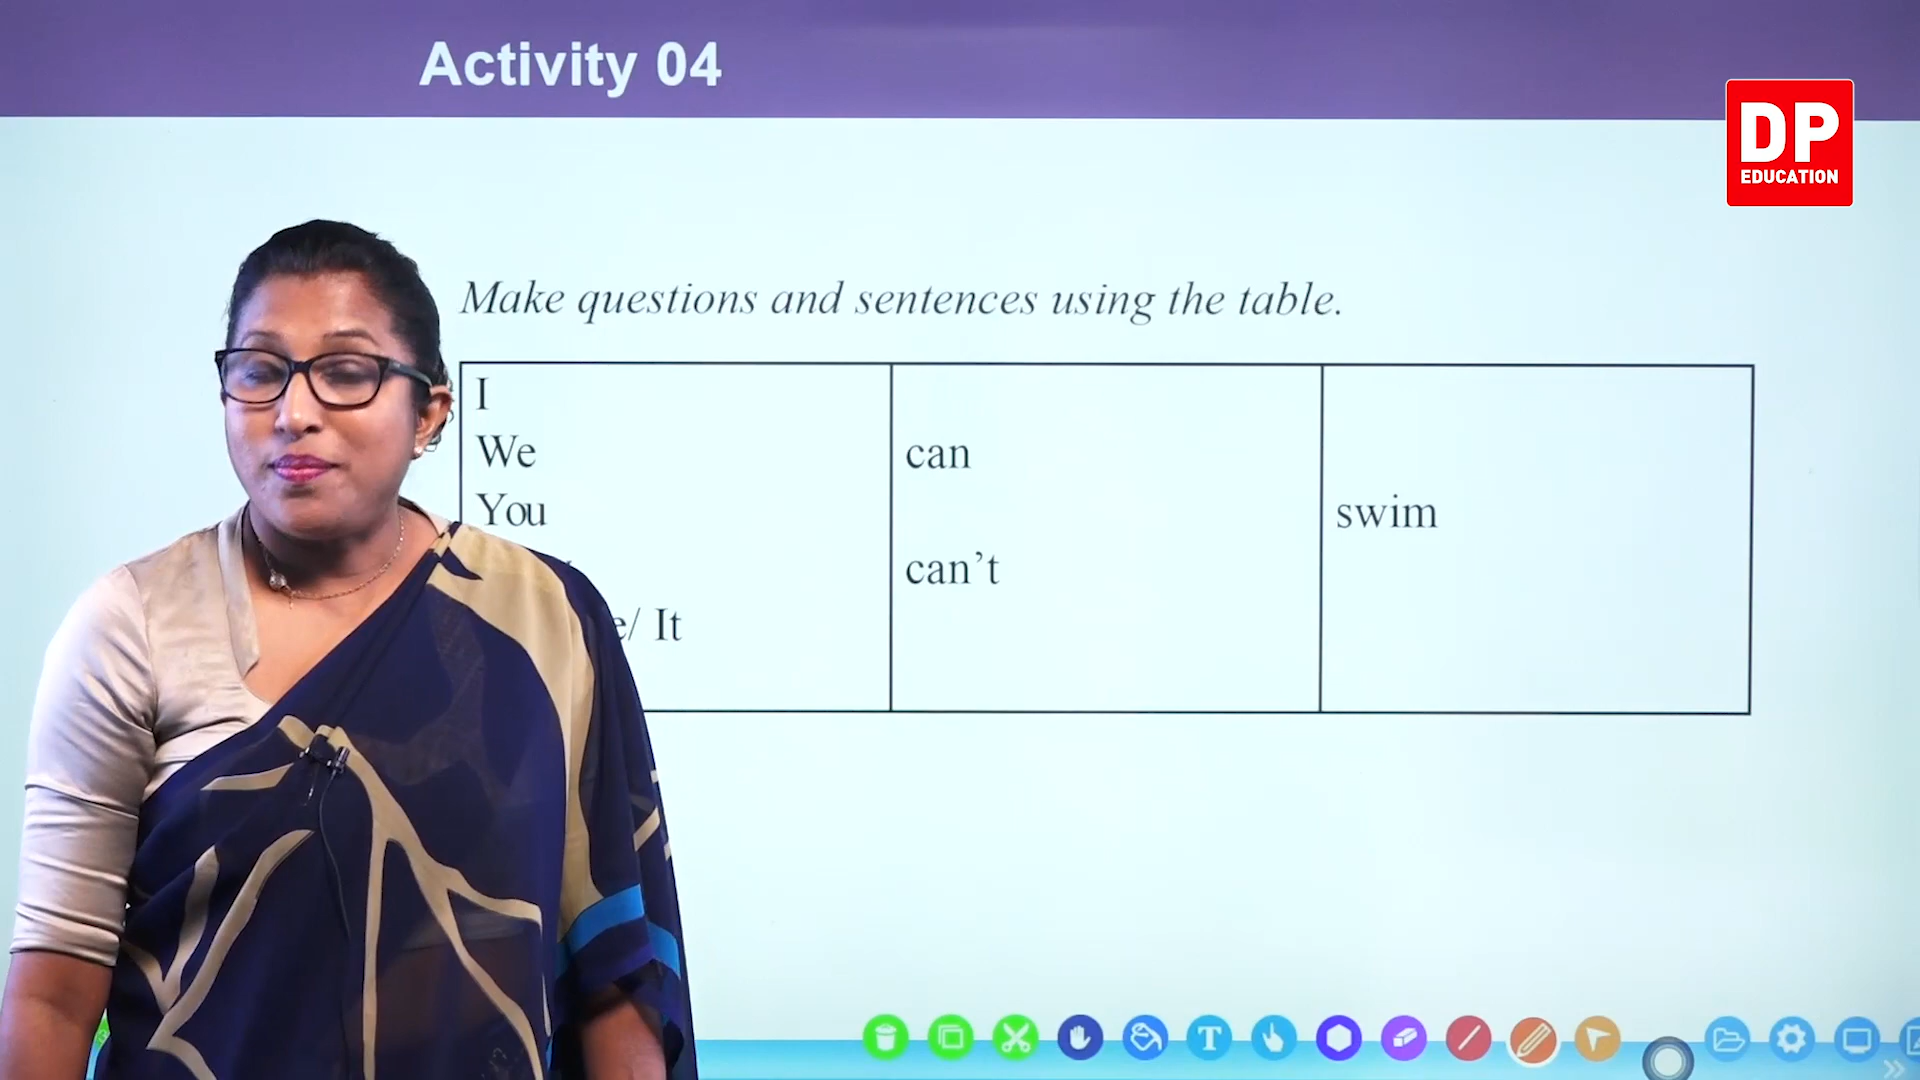 Activity 04
DP
EDUCATION
Make questions and sentences using the table.
I
We
can
You
swim
can't
It
T